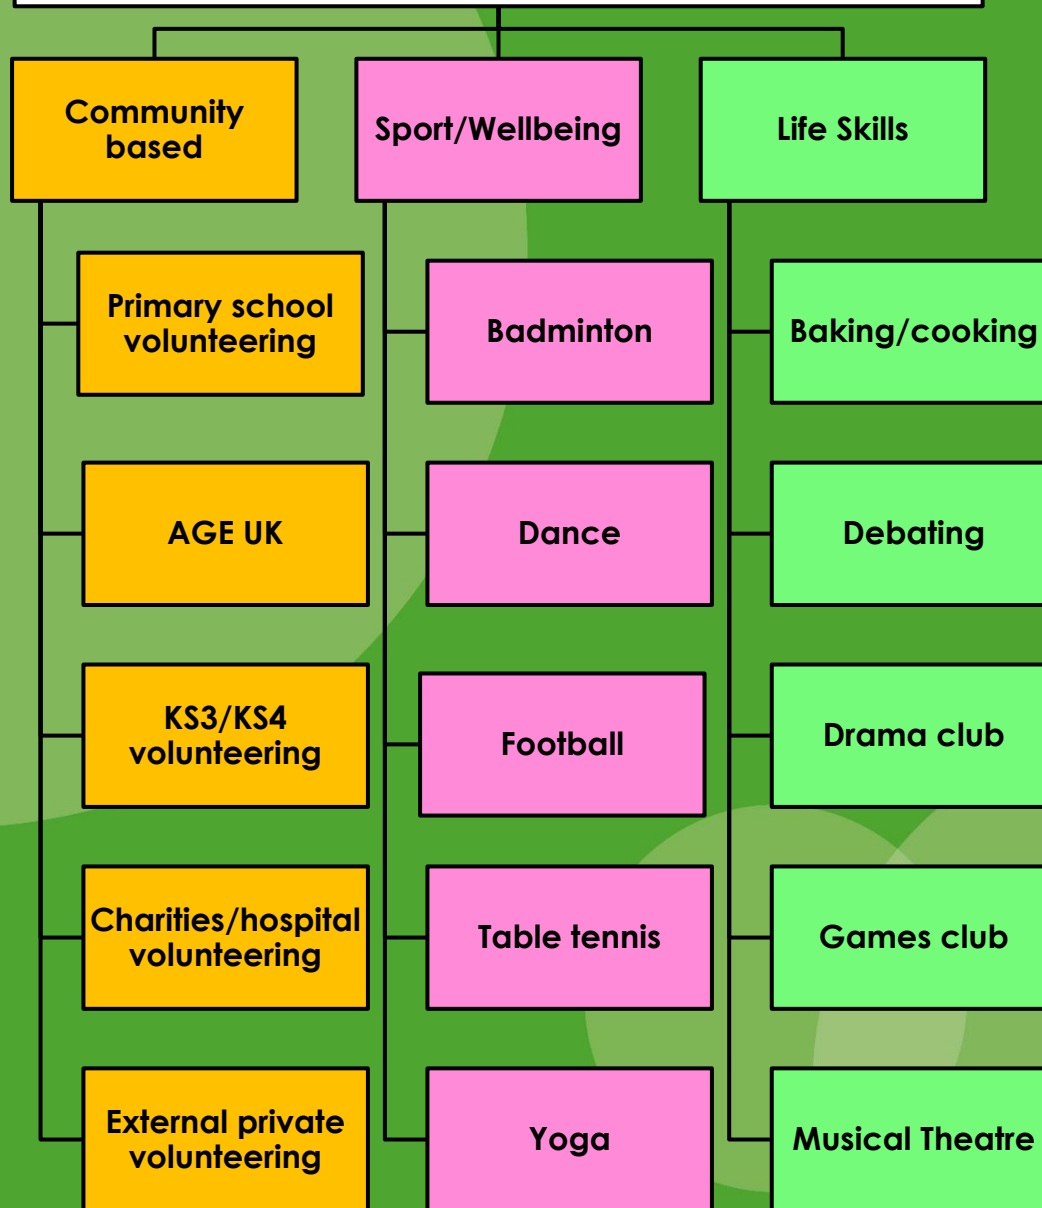 Community
based
Sport/Wellbeing
Life Skills
Primary school
volunteering
Badminton
Baking/cooking
AGE UK
Dance
Debating
KS3/KS4
volunteering
Football
Drama club
Charities/hospital
volunteering
Table tennis
Games club
External private
volunteering
Yoga
Musical Theatre